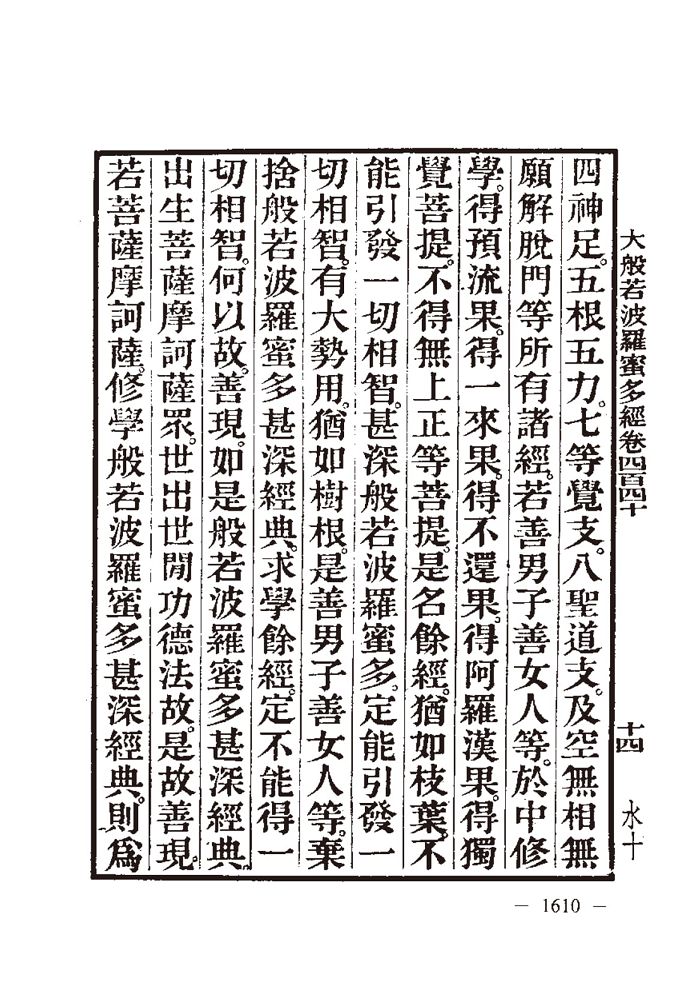 大般若波羅蜜多經卷四百四十
十四
水十
四神足。五根五力。七等覺支。八聖道支。及空無相無
願解脫門等所有諸經。若善男子善女人等。於中修
學。得預流果。得一來果。得不還果。得阿羅漢果。得獨
覺菩提。不得無上正等菩提。是名餘經。猶如枝葉。不
能引發一切相智。甚深般若波羅蜜多。定能引發一
切相智。有大勢用。猶如樹根。是善男子善女人等。棄
捨般若波羅蜜多甚深經典。求學餘經。定不能得一
切相智。何以故。善現。如是般若波羅蜜多甚深經典。
出生菩薩摩訶薩眾。世出世閒功德法故。是故善現。
若菩薩摩訶薩。修學般若波羅蜜多甚深經典。則為
— 1610 —